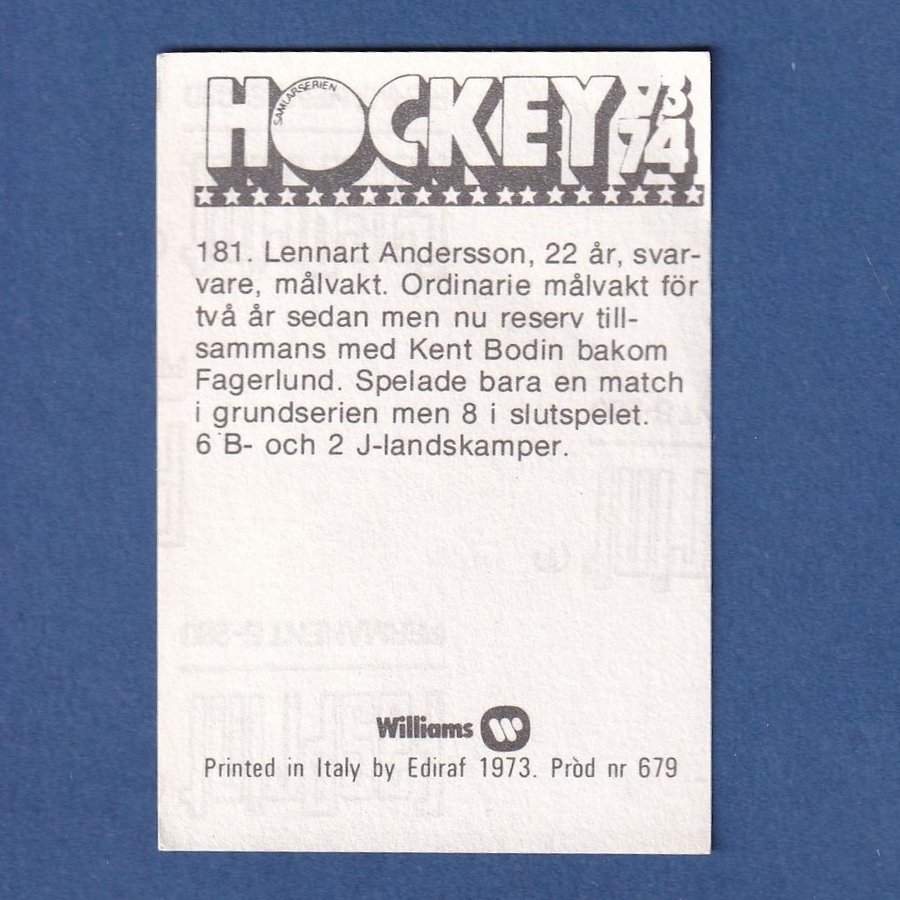 HOCKEY 73
SAMLARSERIEN
74
181. Lennart Andersson, 22 år, svar-
vare, målvakt. Ordinarie målvakt för
två år sedan men nu reserv till-
sammans med Kent Bodin bakom
Fagerlund. Spelade bara en match
i grundserien men 8 i slutspelet.
6 B- och 2 J-landskamper.
Williams W
Printed in Italy by Ediraf 1973. Pròd nr 679